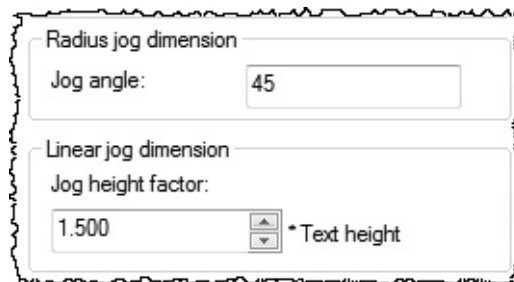 Radius jog dimension
Jog angle: 45
Linear jog dimension
Jog height factor:
1.500 * Text height